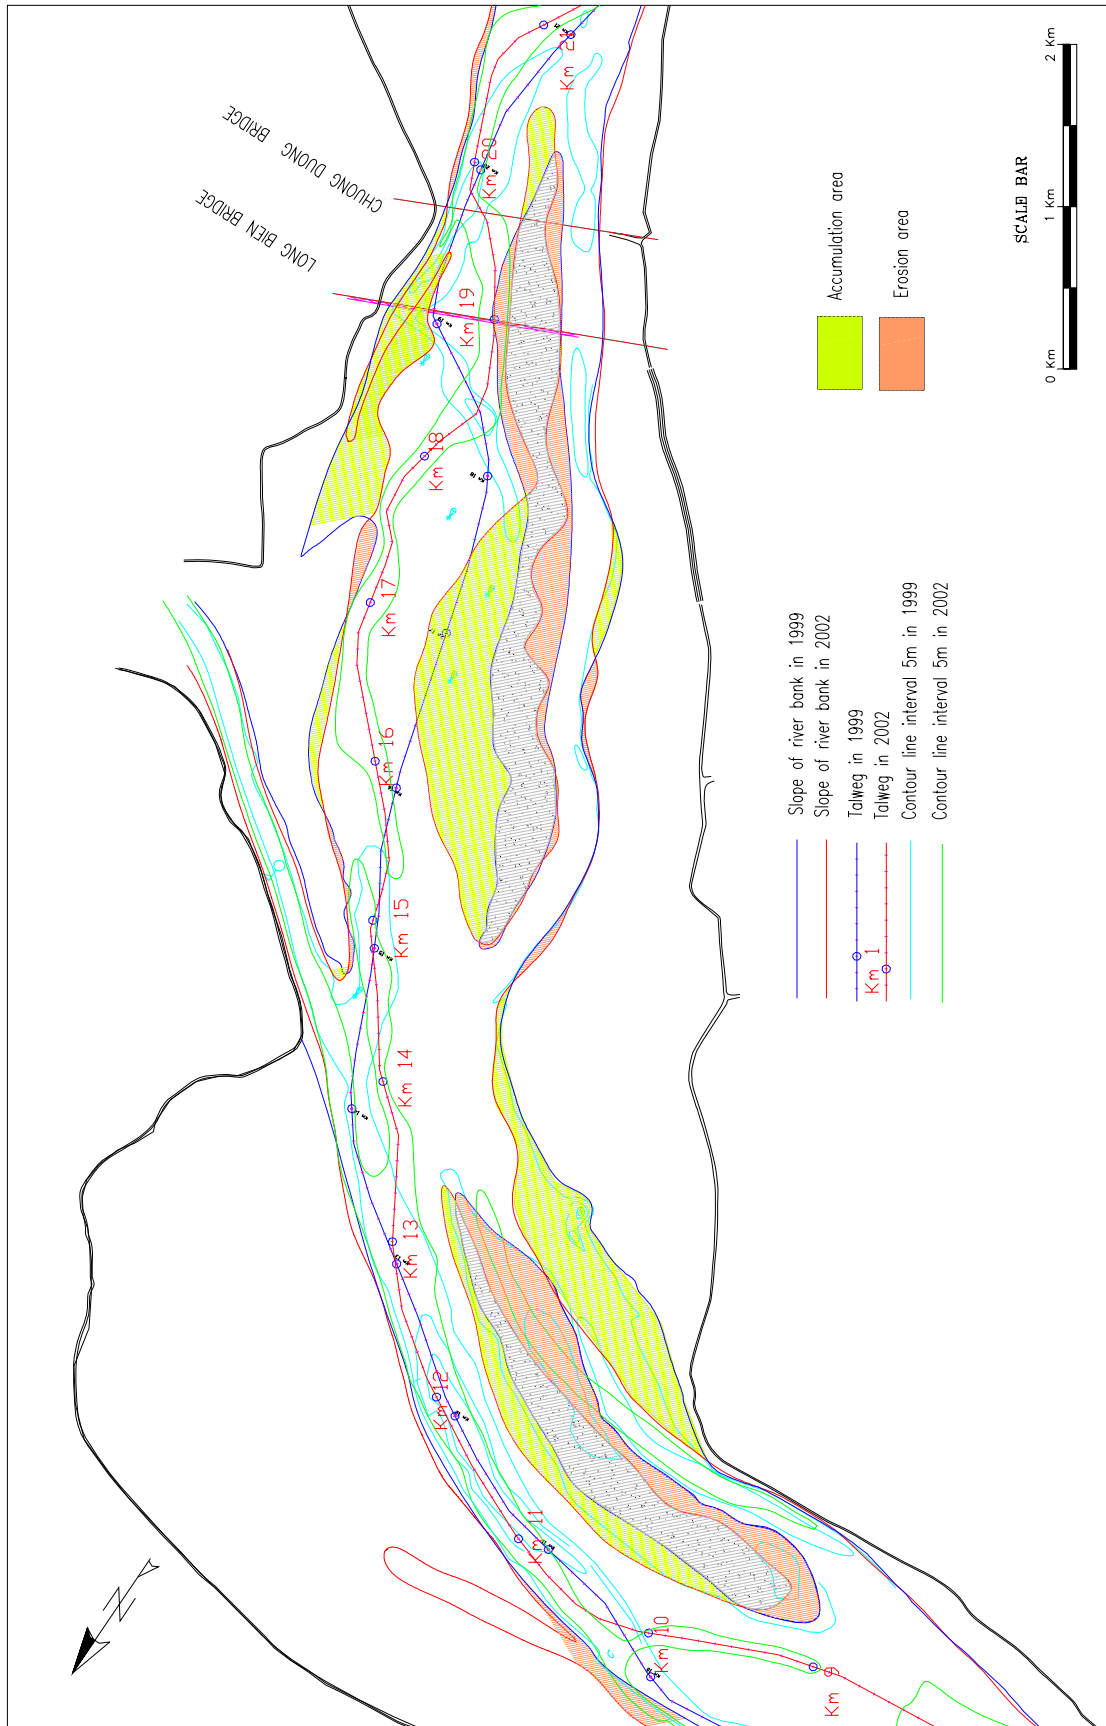 CHUONG DUONG BRIDGE
LONG BIEN BRIDGE
Km 21
Km 20
Km 19
Km 18
Km 17
Km 16
Km 15
Km 14
Km 13
Km 12
Km 11
Km 10
Km 9
N
Accumulation area
Erosion area
SCALE BAR
0 Km
1 Km
2 Km
Slope of river bank in 1999
Slope of river bank in 2002
Talweg in 1999
Km 1
Talweg in 2002
Contour line interval 5m in 1999
Contour line interval 5m in 2002